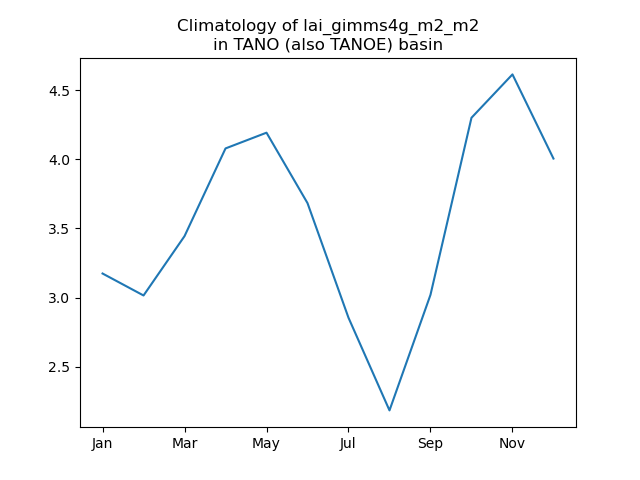 Climatology of lai_gimms4g_m2_m2
in TANO (also TANOE) basin
4.5
4.0
3.5
3.0
2.5
Jan
Mar
May
Jul
Sep
Nov